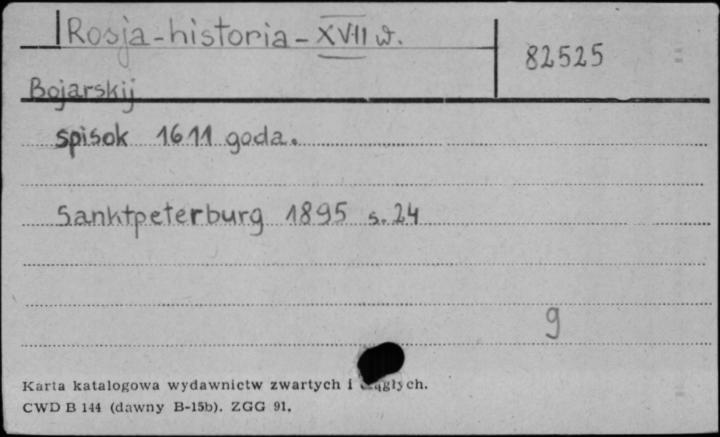 Rosja-historia-XVII w.
82525
Bojarskij
spisok 1611 goda.
Sanktpeterburg 1895 s. 24
g
Karta katalogowa wydawnictw zwartych i ciągłych.
CWD B 144 (dawny B-15b). ZGG 91.